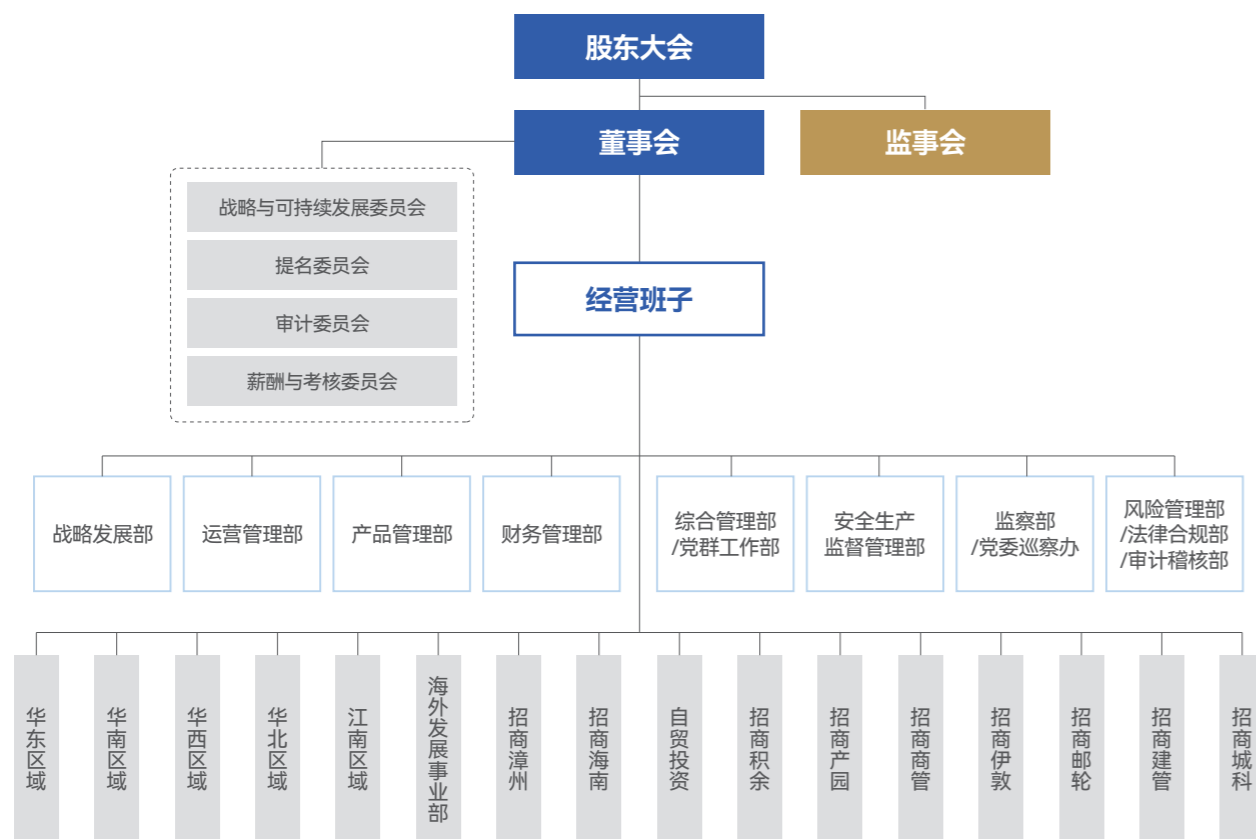 股东大会
董事会
监事会
战略与可持续发展委员会
提名委员会
审计委员会
薪酬与考核委员会
经营班子
战略发展部
运营管理部
产品管理部
财务管理部
综合管理部
/党群工作部
安全生产
监督管理部
监察部
/党委巡察办
风险管理部
/法律合规部
/审计稽核部
华东区域
华南区域
华西区域
华北区域
江南区域
海外发展事业部
招商漳州
招商海南
自贸投资
招商积余
招商产园
招商商管
招商伊敦
招商邮轮
招商建管
招商城科